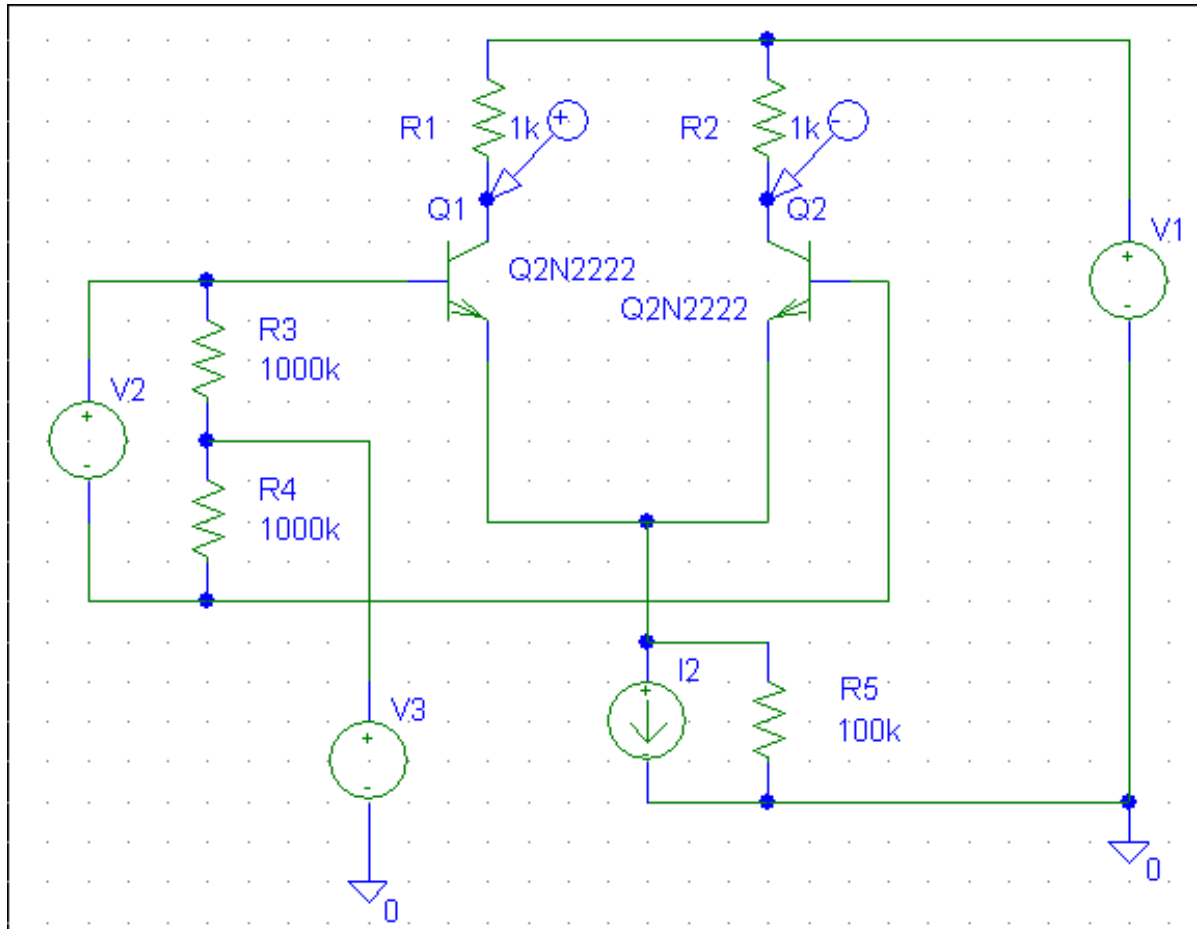 R1
1k
+
R2
1k
-
Q1
Q2
V1
+
-
Q2N2222
Q2N2222
R3
1000k
V2
+
-
R4
1000k
I2
+
-
V3
+
-
R5
100k
0
0